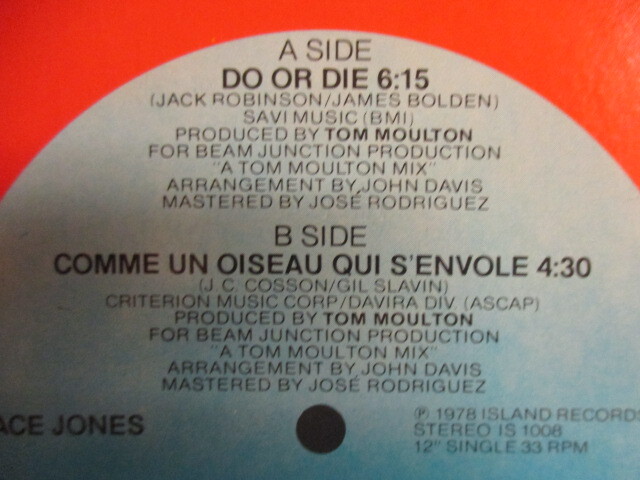 A SIDE
DO OR DIE 6:15
(JACK ROBINSON/JAMES BOLDEN)
SAVI MUSIC (BMI)
PRODUCED BY TOM MOULTON
FOR BEAM JUNCTION PRODUCTION
"A TOM MOULTON MIX"
ARRANGEMENT BY JOHN DAVIS
MASTERED BY JOSÉ RODRIGUEZ
B SIDE
COMME UN OISEAU QUI S'ENVOLE 4:30
(J. C. COSSON/GIL SLAVIN)
CRITERION MUSIC CORP/DAVIRA DIV. (ASCAP)
PRODUCED BY TOM MOULTON
FOR BEAM JUNCTION PRODUCTION
"A TOM MOULTON MIX"
ARRANGEMENT BY JOHN DAVIS
MASTERED BY JOSÉ RODRIGUEZ
ACE JONES
℗ 1978 ISLAND RECORDS
STEREO IS 1008
12" SINGLE 33 RPM